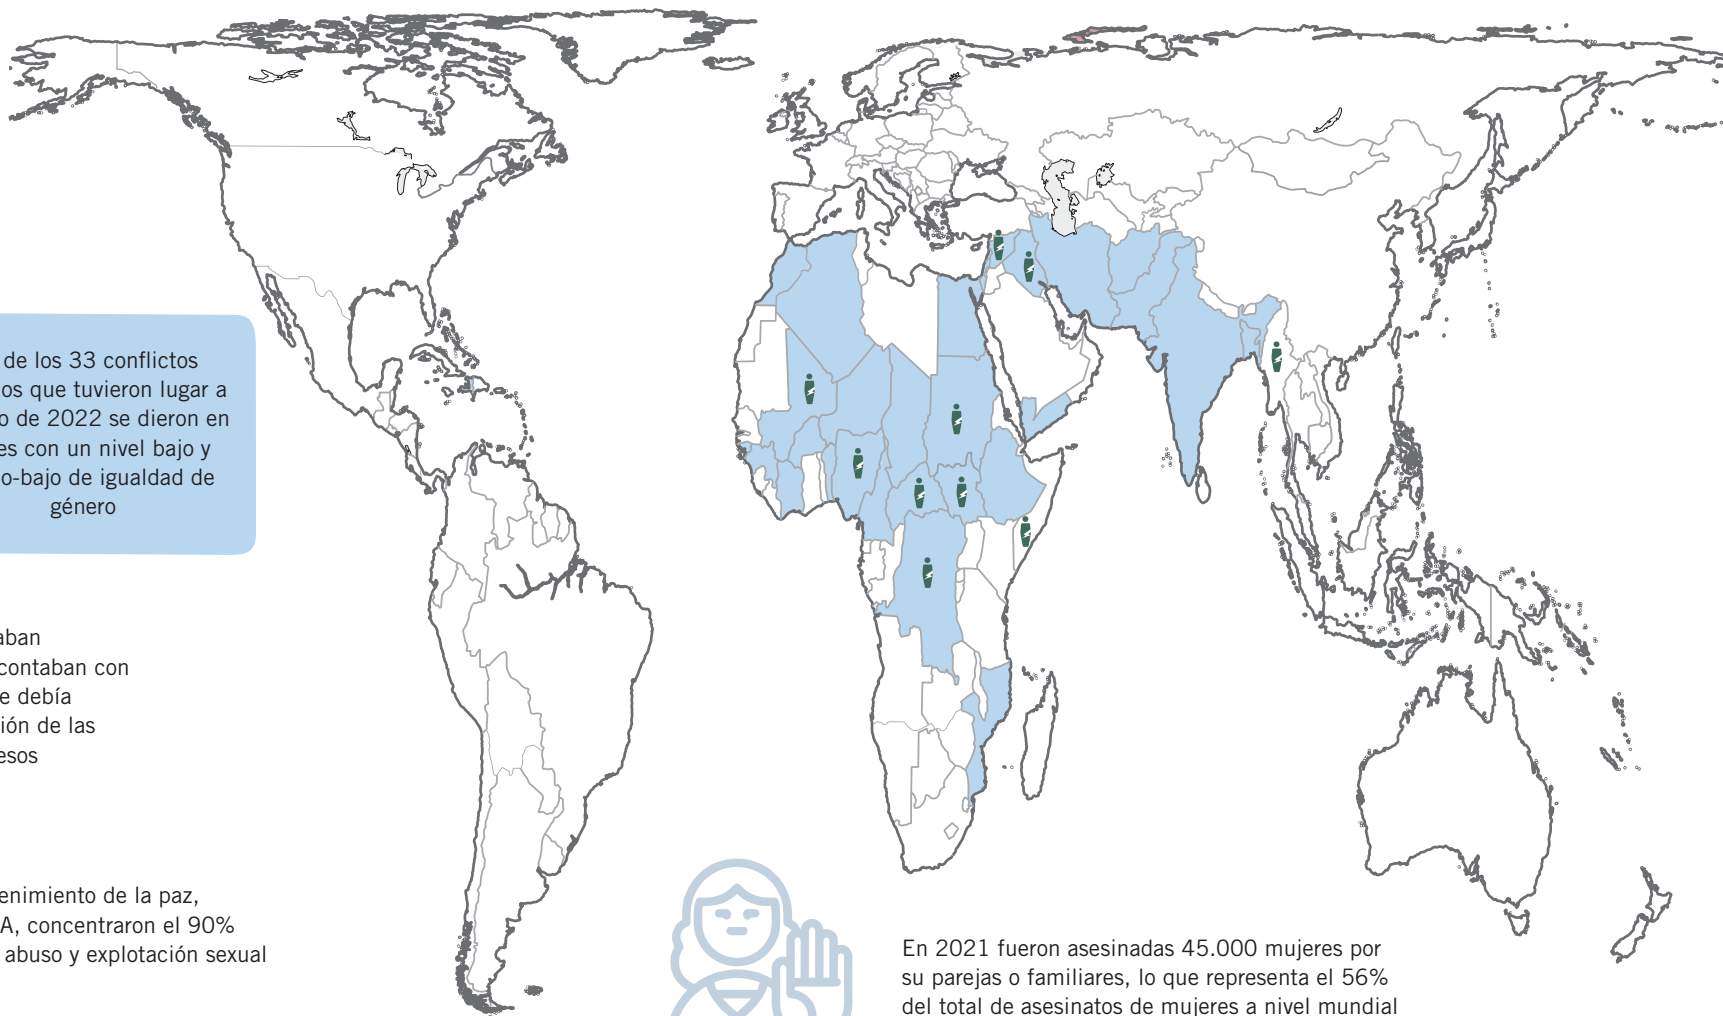 de los 33 conflictos
os que tuvieron lugar a
o de 2022 se dieron en
es con un nivel bajo y
o-bajo de igualdad de
género
aban
contaban con
e debía
ión de las
esos
enimiento de la paz,
A, concentraron el 90%
abuso y explotación sexual
En 2021 fueron asesinadas 45.000 mujeres por
su parejas o familiares, lo que representa el 56%
del total de asesinatos de mujeres a nivel mundial